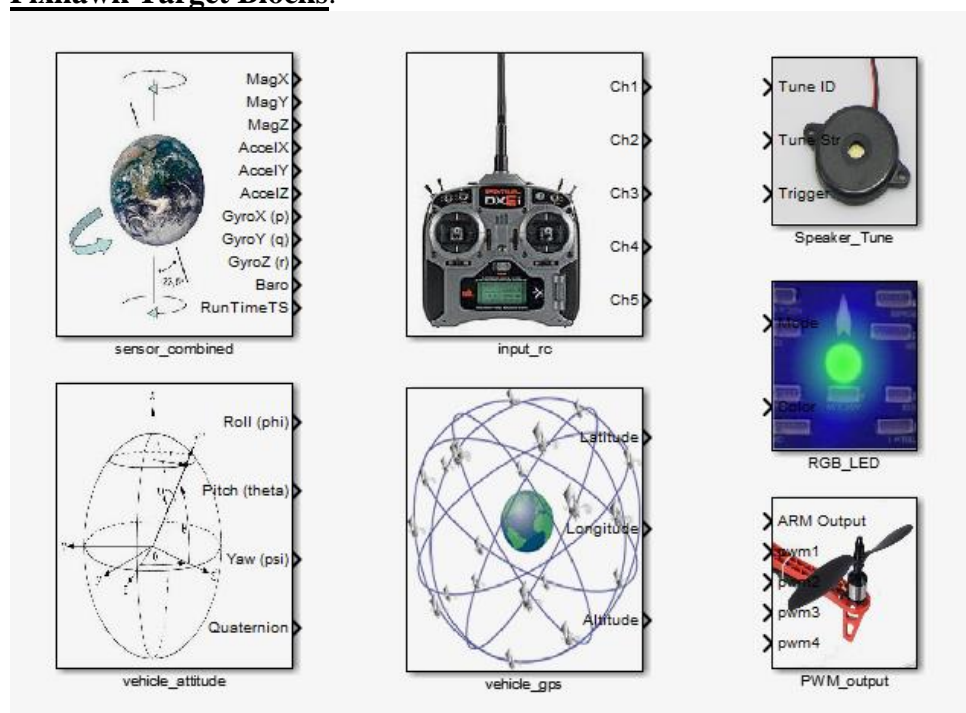 Pixhawk Target Blocks:
MagX
MagY
MagZ
AccelX
AccelY
AccelZ
GyroX (p)
GyroY (q)
GyroZ (r)
Baro
RunTimeTS
sensor_combined
Ch1
Ch2
Ch3
Ch4
Ch5
input_rc
Tune ID
Tune Str
Trigger
Speaker_Tune
Mode
Color
RGB_LED
Roll (phi)
Pitch (theta)
Yaw (psi)
Quaternion
vehicle_attitude
Latitude
Longitude
Altitude
vehicle_gps
ARM Output
pwm1
pwm2
pwm3
pwm4
PWM_output